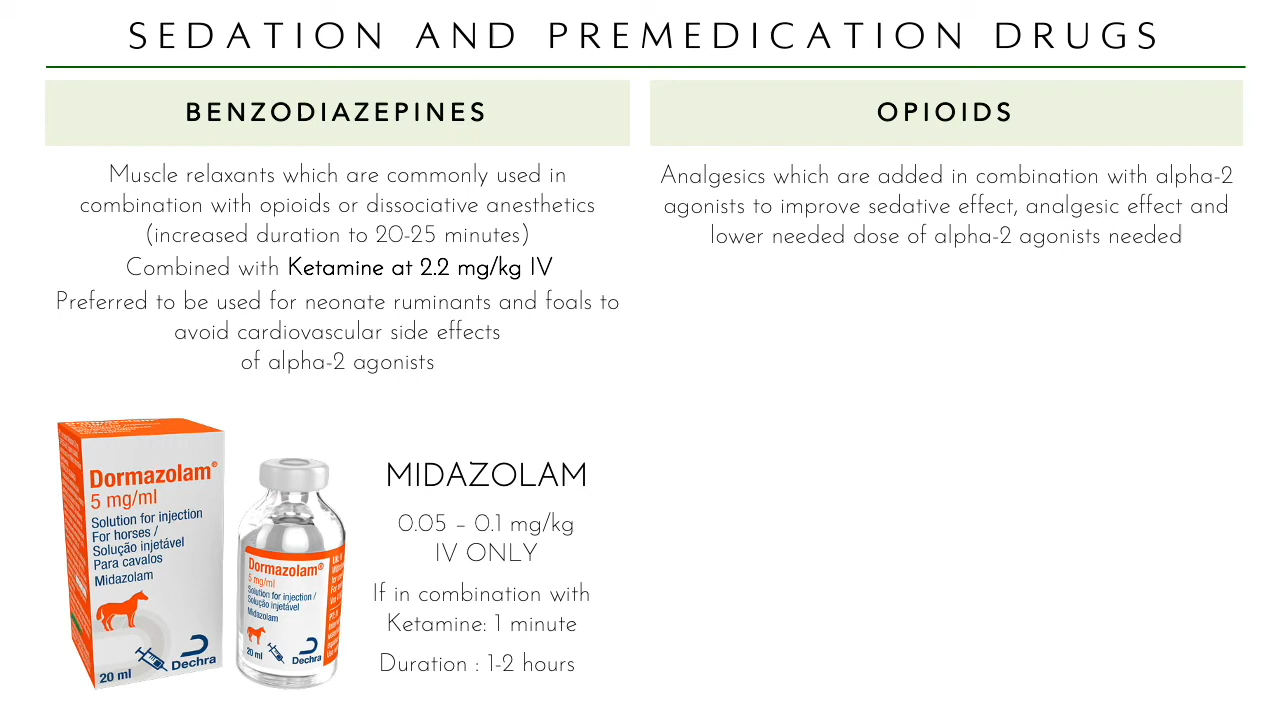 SEDATION AND PREMEDICATION DRUGS
BENZODIAZEPINES
Muscle relaxants which are commonly used in
combination with opioids or dissociative anesthetics
(increased duration to 20-25 minutes)
Combined with Ketamine at 2.2 mg/kg IV
Preferred to be used for neonate ruminants and foals to
avoid cardiovascular side effects
of alpha-2 agonists
OPIOIDS
Analgesics which are added in combination with alpha-2
agonists to improve sedative effect, analgesic effect and
lower needed dose of alpha-2 agonists needed
Dormazolam®
5 mg/ml
Solution for injection
For horses /
Solução injetável
Para cavalos
Midazolam
Dechra
20 ml
Dormazolam®
5 mg/ml
Solution for injection /
Solução injetável
Midazolam
20 ml
Dechra
MIDAZOLAM
0.05 – 0.1 mg/kg
IV ONLY
If in combination with
Ketamine: 1 minute
Duration : 1-2 hours